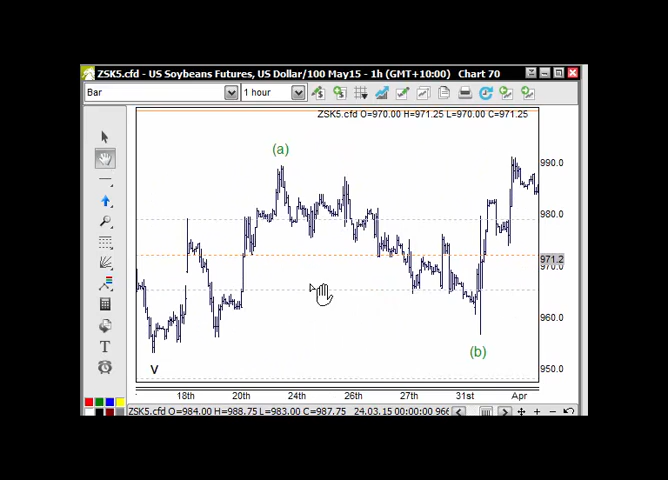 ZSK5.cfd - US Soybeans Futures, US Dollar/100 May15 - 1h (GMT+10:00) Chart 70
Bar 1 hour
ZSK5.cfd O=970.00 H=971.25 L=970.00 C=971.25
(a)
990.0
980.0
971.2
970.0
960.0
(b)
950.0
V
T
18th 20th 24th 26th 27th 31st Apr
ZSK5.cfd O=984.00 H=988.75 L=983.00 C=987.75 24.03.15 00:00:00 966